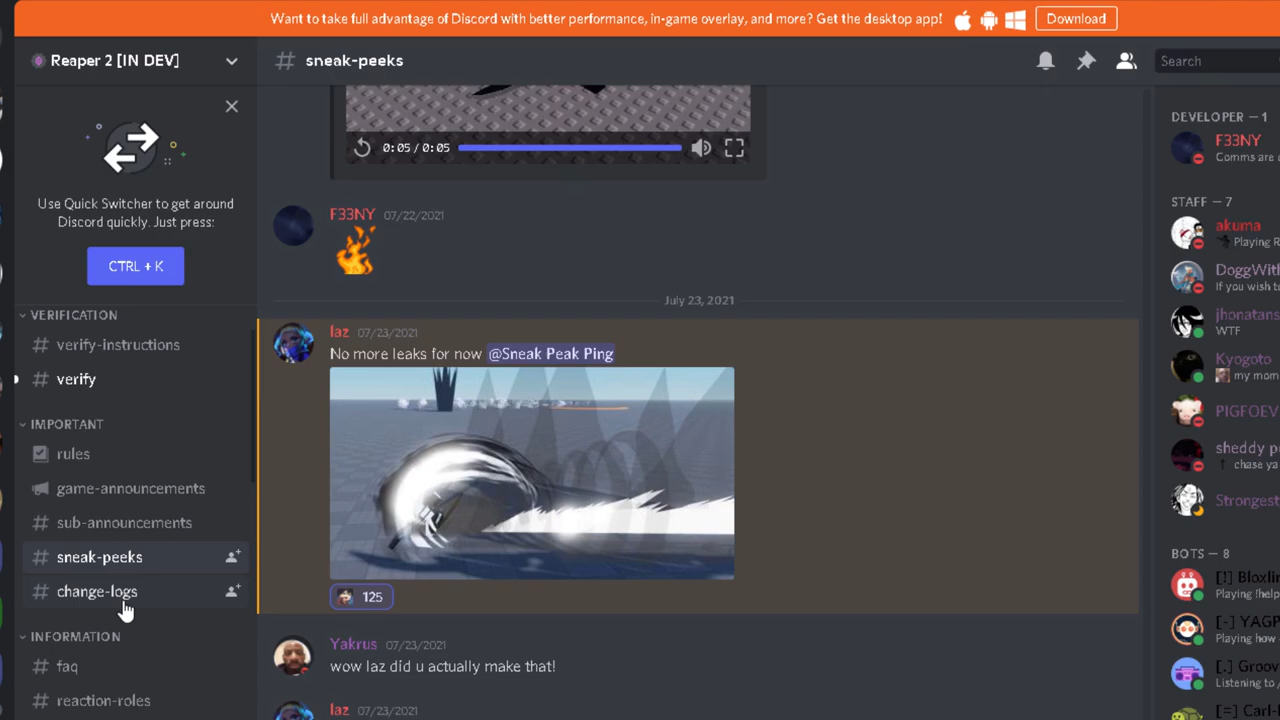 Want to take full advantage of Discord with better performance, in-game overlay, and more? Get the desktop app! Download
Reaper 2 [IN DEV]
Use Quick Switcher to get around
Discord quickly. Just press:
CTRL + K
VERIFICATION
verify-instructions
verify
IMPORTANT
rules
game-announcements
sub-announcements
sneak-peeks
change-logs
INFORMATION
faq
reaction-roles
# sneak-peeks
Search
0:05 / 0:05
F33NY 07/22/2021
July 23, 2021
laz 07/23/2021
No more leaks for now @Sneak Peak Ping
125
Yakrus 07/23/2021
wow laz did u actually make that!
laz 07/23/2021
DEVELOPER — 1
F33NY
Comms are
STAFF — 7
akuma
Playing R
DoggWith
If you wish t
jhonatans
WTF
Kyogoto
my mom
PIGFOEV
sheddy p
chase ya
Strongest
BOTS — 8
[!] Bloxlin
Playing !help
[-] YAGP
Playing how
[.] Groov
Listening to /
[=] Carl-